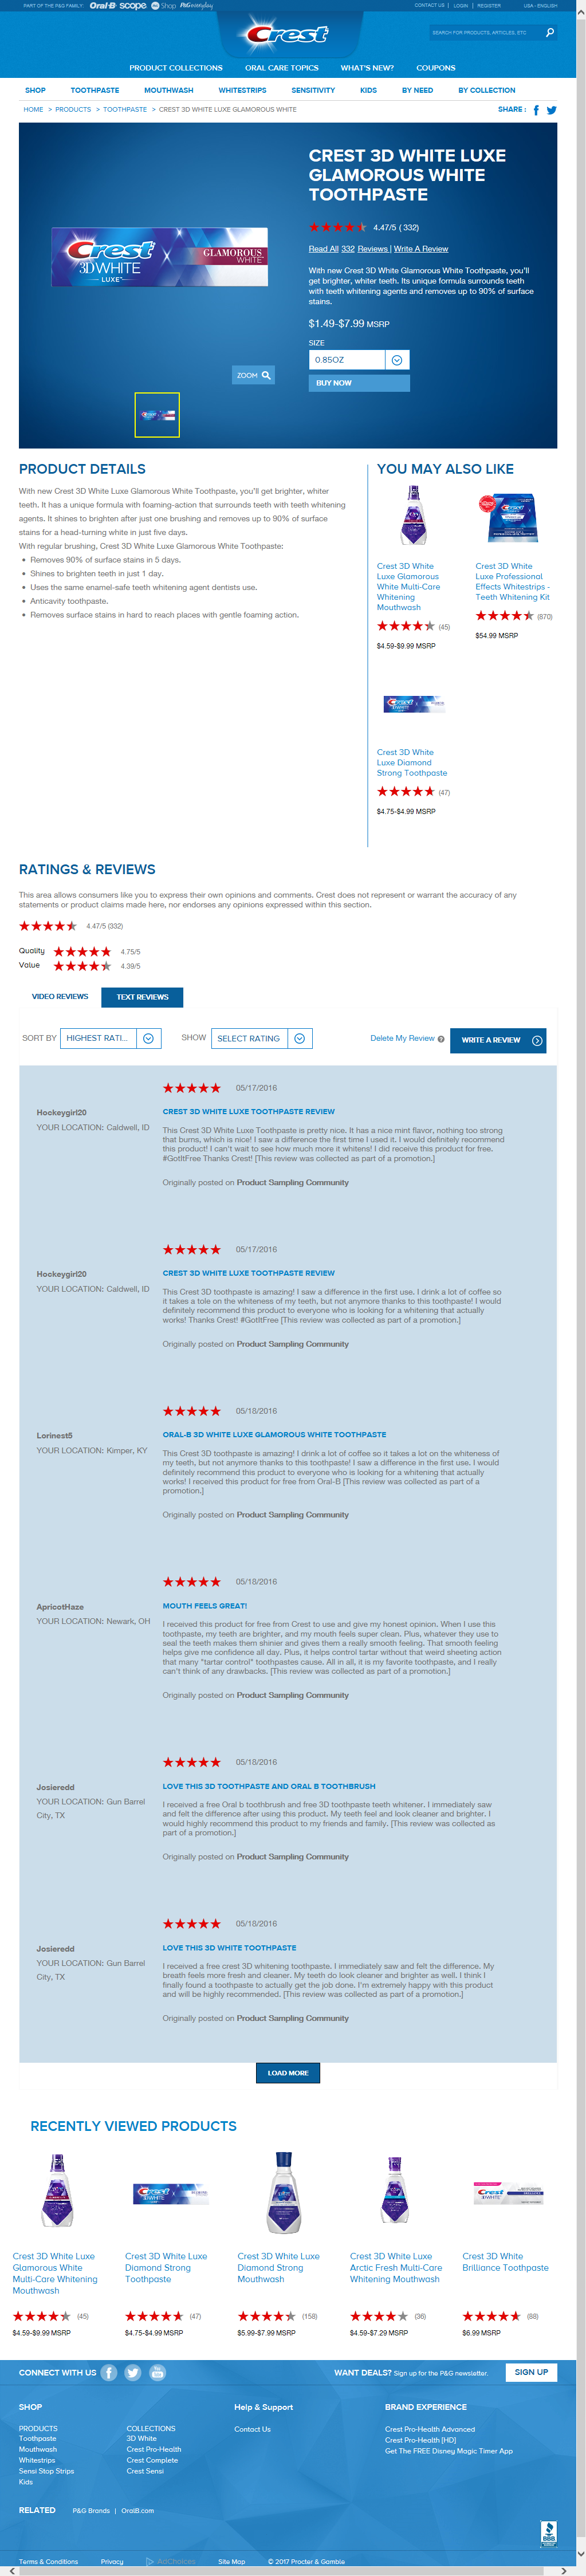 PART OF THE P&G FAMILY: Oral-B scope Shop P&G everyday
CONTACT US | LOGIN | REGISTER USA - ENGLISH
Crest
SEARCH FOR PRODUCTS, ARTICLES, ETC
PRODUCT COLLECTIONS ORAL CARE TOPICS WHAT'S NEW? COUPONS
SHOP TOOTHPASTE MOUTHWASH WHITESTRIPS SENSITIVITY KIDS BY NEED BY COLLECTION
HOME > PRODUCTS > TOOTHPASTE > CREST 3D WHITE LUXE GLAMOROUS WHITE
SHARE :
CREST 3D WHITE LUXE
GLAMOROUS WHITE
TOOTHPASTE
4.47/5 ( 332)
Read All 332 Reviews | Write A Review
With new Crest 3D White Glamorous White Toothpaste, you'll
get brighter, whiter teeth. Its unique formula surrounds teeth
with teeth whitening agents and removes up to 90% of surface
stains.
$1.49-$7.99 MSRP
SIZE
0.85OZ
BUY NOW
Crest
3DWHITE
LUXE
GLAMOROUS
WHITE
ZOOM
PRODUCT DETAILS
With new Crest 3D White Luxe Glamorous White Toothpaste, you'll get brighter, whiter
teeth. It has a unique formula with foaming-action that surrounds teeth with teeth whitening
agents. It shines to brighten after just one brushing and removes up to 90% of surface
stains for a head-turning white in just five days.
With regular brushing, Crest 3D White Luxe Glamorous White Toothpaste:
• Removes 90% of surface stains in 5 days.
• Shines to brighten teeth in just 1 day.
• Uses the same enamel-safe teeth whitening agent dentists use.
• Anticavity toothpaste.
• Removes surface stains in hard to reach places with gentle foaming action.
YOU MAY ALSO LIKE
Crest 3D White
Luxe Glamorous
White Multi-Care
Whitening
Mouthwash
(45)
$4.59-$9.99 MSRP
Crest 3D White
Luxe Professional
Effects Whitestrips -
Teeth Whitening Kit
(870)
$54.99 MSRP
Crest 3D White
Luxe Diamond
Strong Toothpaste
(47)
$4.75-$4.99 MSRP
RATINGS & REVIEWS
This area allows consumers like you to express their own opinions and comments. Crest does not represent or warrant the accuracy of any
statements or product claims made here, nor endorses any opinions expressed within this section.
4.47/5 (332)
Quality 4.75/5
Value 4.39/5
VIDEO REVIEWS TEXT REVIEWS
SORT BY HIGHEST RATI... SHOW SELECT RATING Delete My Review WRITE A REVIEW
05/17/2016
Hockeygirl20
YOUR LOCATION: Caldwell, ID
CREST 3D WHITE LUXE TOOTHPASTE REVIEW
This Crest 3D White Luxe Toothpaste is pretty nice. It has a nice mint flavor, nothing too strong
that burns, which is nice! I saw a difference the first time I used it. I would definitely recommend
this product! I can't wait to see how much more it whitens! I did receive this product for free.
#GotItFree Thanks Crest! [This review was collected as part of a promotion.]
Originally posted on Product Sampling Community
05/17/2016
Hockeygirl20
YOUR LOCATION: Caldwell, ID
CREST 3D WHITE LUXE TOOTHPASTE REVIEW
This Crest 3D toothpaste is amazing! I saw a difference in the first use. I drink a lot of coffee so
it takes a tole on the whiteness of my teeth, but not anymore thanks to this toothpaste! I would
definitely recommend this product to everyone who is looking for a whitening that actually
works! Thanks Crest! #GotItFree [This review was collected as part of a promotion.]
Originally posted on Product Sampling Community
05/18/2016
Lorinest5
YOUR LOCATION: Kimper, KY
ORAL-B 3D WHITE LUXE GLAMOROUS WHITE TOOTHPASTE
This Crest 3D toothpaste is amazing! I drink a lot of coffee so it takes a lot on the whiteness of
my teeth, but not anymore thanks to this toothpaste! I saw a difference in the first use. I would
definitely recommend this product to everyone who is looking for a whitening that actually
works! I received this product for free from Oral-B [This review was collected as part of a
promotion.]
Originally posted on Product Sampling Community
05/18/2016
ApricotHaze
YOUR LOCATION: Newark, OH
MOUTH FEELS GREAT!
I received this product for free from Crest to use and give my honest opinion. When I use this
toothpaste, my teeth are brighter, and my mouth feels super clean. Plus, whatever they use to
seal the teeth makes them shinier and gives them a really smooth feeling. That smooth feeling
helps give me confidence all day. Plus, it helps control tartar without that weird sheeting action
that many "tartar control" toothpastes cause. All in all, it is my favorite toothpaste, and I really
can't think of any drawbacks. [This review was collected as part of a promotion.]
Originally posted on Product Sampling Community
05/18/2016
Josieredd
YOUR LOCATION: Gun Barrel
City, TX
LOVE THIS 3D TOOTHPASTE AND ORAL B TOOTHBRUSH
I received a free Oral b toothbrush and free 3D toothpaste teeth whitener. I immediately saw
and felt the difference after using this product. My teeth feel and look cleaner and brighter. I
would highly recommend this product to my friends and family. [This review was collected as
part of a promotion.]
Originally posted on Product Sampling Community
05/18/2016
Josieredd
YOUR LOCATION: Gun Barrel
City, TX
LOVE THIS 3D WHITE TOOTHPASTE
I received a free crest 3D whitening toothpaste. I immediately saw and felt the difference. My
breath feels more fresh and cleaner. My teeth do look cleaner and brighter as well. I think I
finally found a toothpaste to actually get the job done. I'm extremely happy with this product
and will be highly recommended. [This review was collected as part of a promotion.]
Originally posted on Product Sampling Community
LOAD MORE
RECENTLY VIEWED PRODUCTS
Crest 3D White Luxe
Glamorous White
Multi-Care Whitening
Mouthwash
(45)
$4.59-$9.99 MSRP
Crest 3D White Luxe
Diamond Strong
Toothpaste
(47)
$4.75-$4.99 MSRP
Crest 3D White Luxe
Diamond Strong
Mouthwash
(158)
$5.99-$7.99 MSRP
Crest 3D White Luxe
Arctic Fresh Multi-Care
Whitening Mouthwash
(36)
$4.59-$7.29 MSRP
Crest 3D White
Brilliance Toothpaste
(88)
$6.99 MSRP
CONNECT WITH US
WANT DEALS? Sign up for the P&G newsletter. SIGN UP
SHOP
PRODUCTS
Toothpaste
Mouthwash
Whitestrips
Sensi Stop Strips
Kids
COLLECTIONS
3D White
Crest Pro-Health
Crest Complete
Crest Sensi
Help & Support
Contact Us
BRAND EXPERIENCE
Crest Pro-Health Advanced
Crest Pro-Health [HD]
Get The FREE Disney Magic Timer App
RELATED P&G Brands | OralB.com
BBB
Terms & Conditions Privacy AdChoices Site Map © 2017 Procter & Gamble